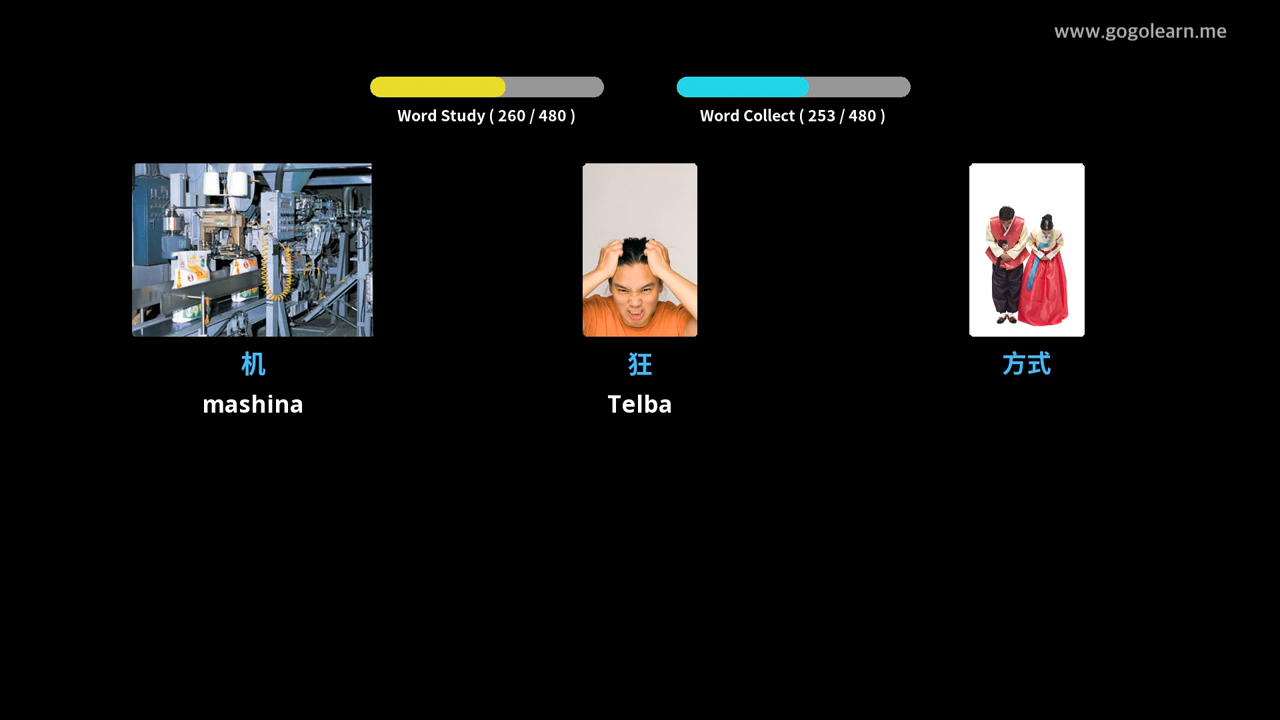 www.gogolearn.me
Word Study ( 260 / 480 )
Word Collect ( 253 / 480 )
机
狂
方式
mashina
Telba